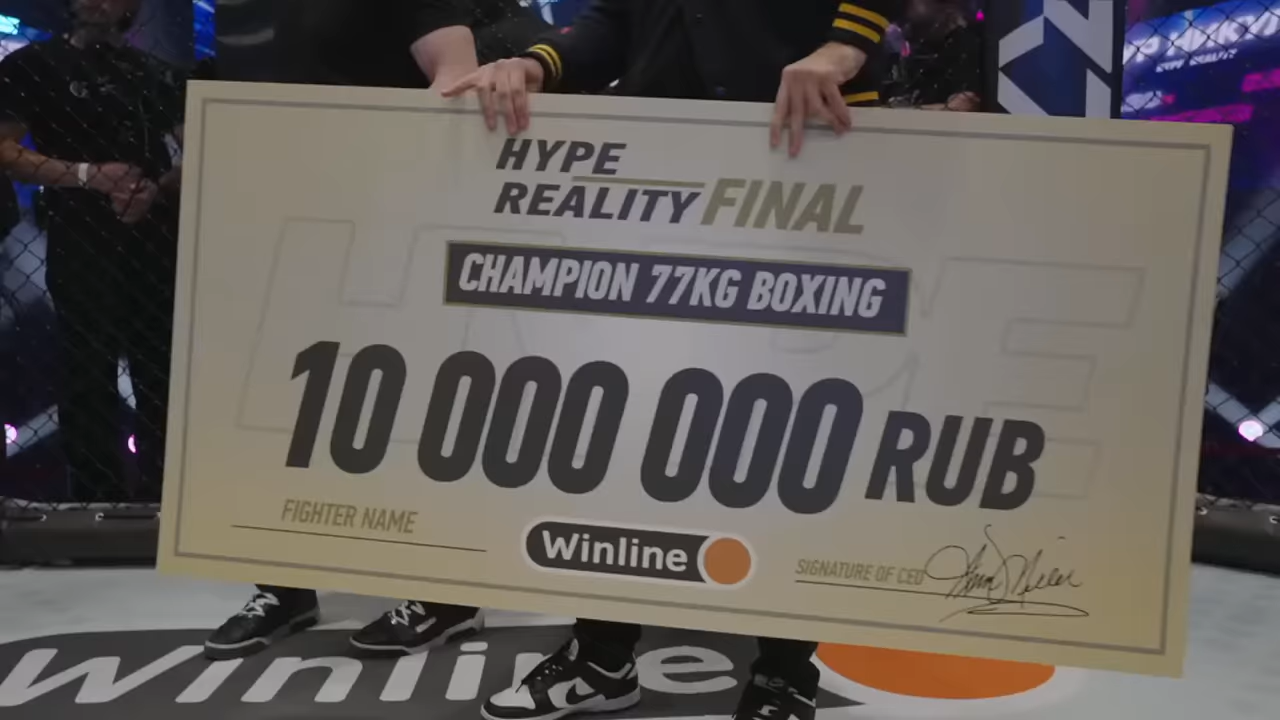 HYPE
REALITY FINAL
CHAMPION 77KG BOXING
10 000 000 RUB
FIGHTER NAME
Winline
SIGNATURE OF CEO
Winline